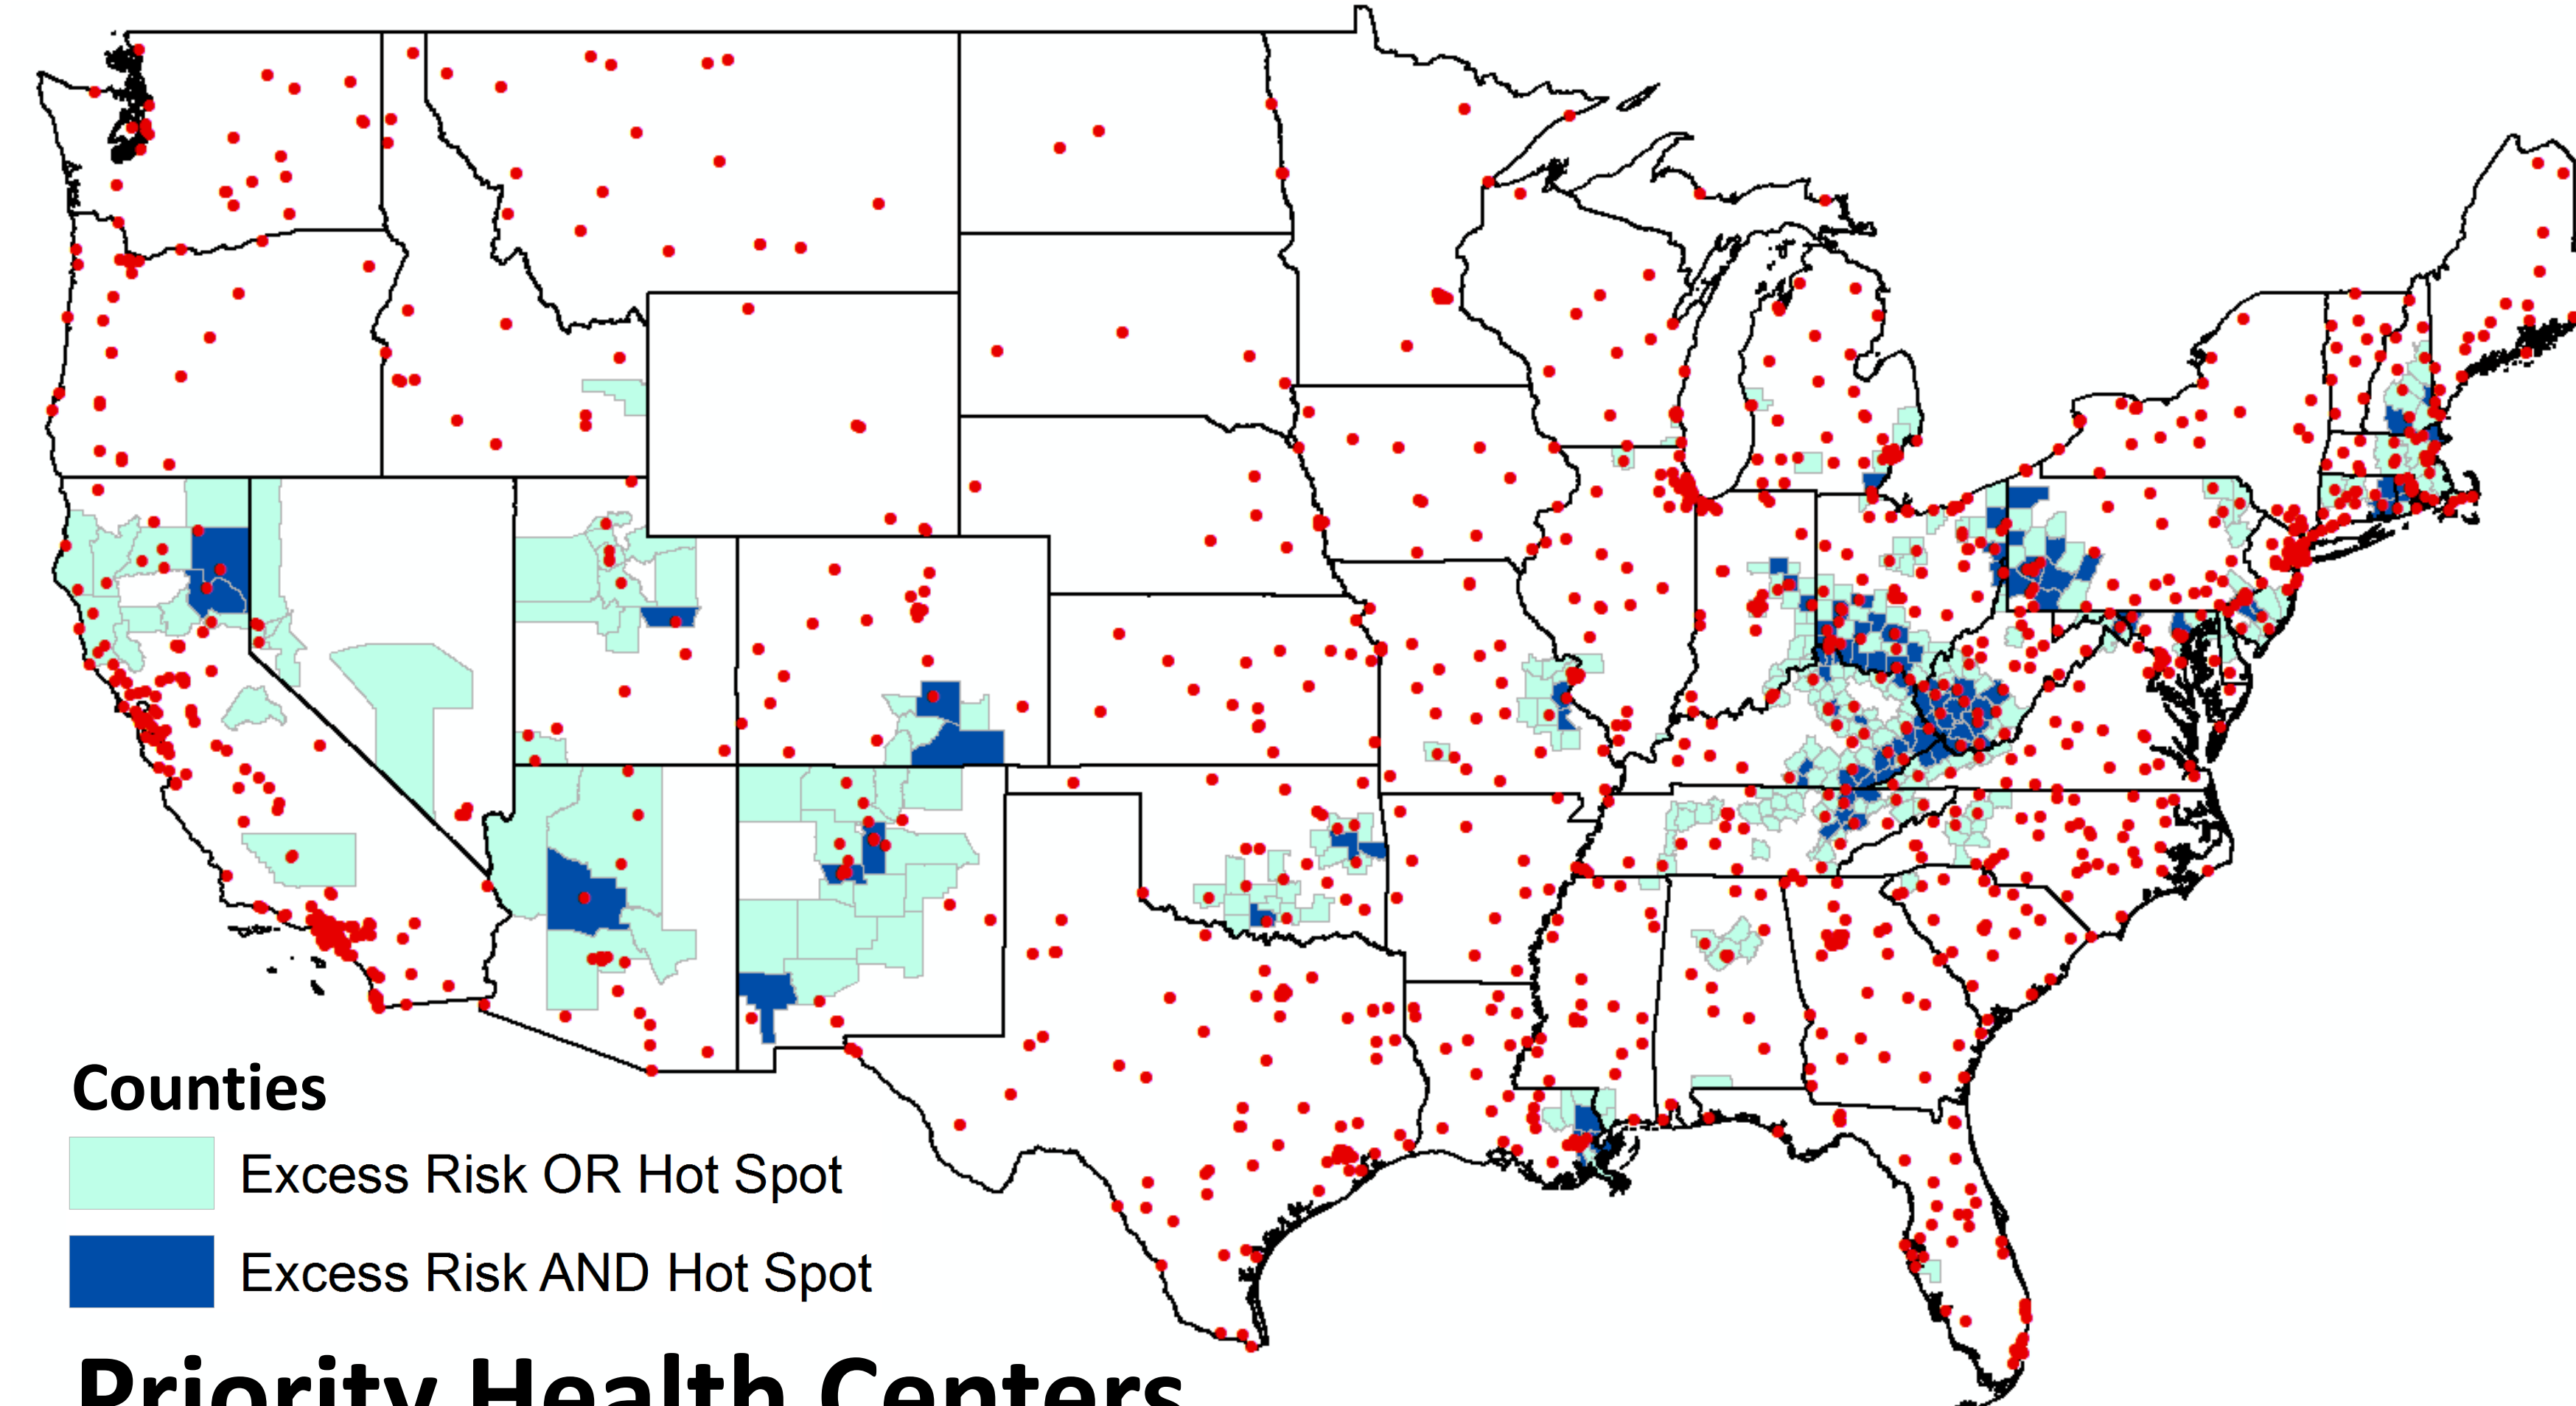 Counties
Excess Risk OR Hot Spot
Excess Risk AND Hot Spot
Priority Health Centers